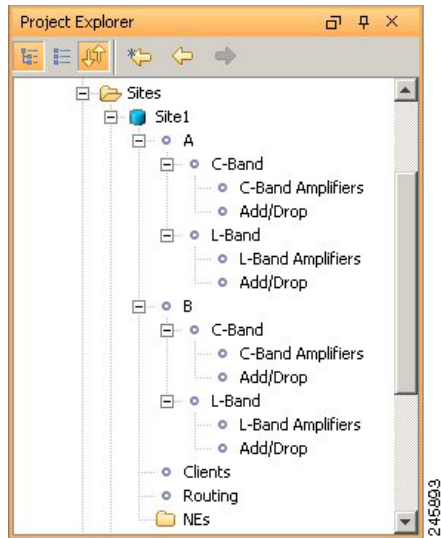 Project Explorer
Sites
Site1
A
C-Band
C-Band Amplifiers
Add/Drop
L-Band
L-Band Amplifiers
Add/Drop
B
C-Band
C-Band Amplifiers
Add/Drop
L-Band
L-Band Amplifiers
Add/Drop
Clients
Routing
NEs
245893